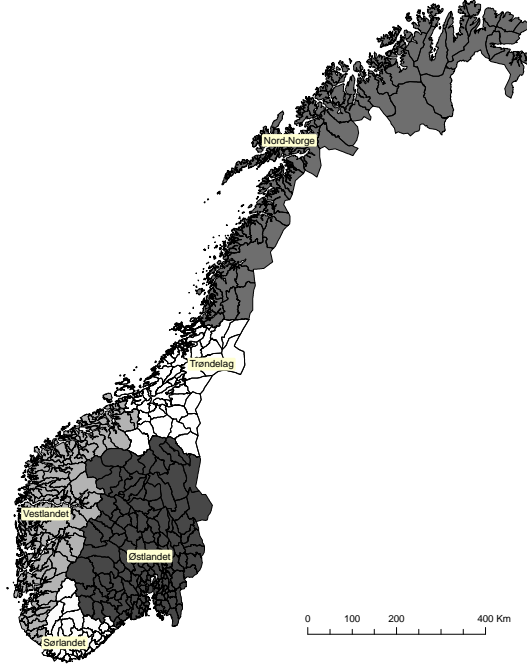 Nord-Norge
Trøndelag
Vestlandet
Østlandet
Sørlandet
0 100 200 400 Km